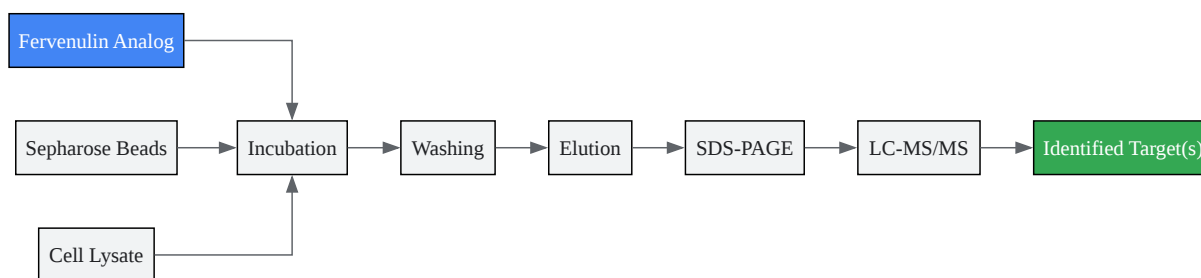 Fervenulin Analog
Sepharose Beads
Incubation
Washing
Elution
SDS-PAGE
LC-MS/MS
Identified Target(s)
Cell Lysate